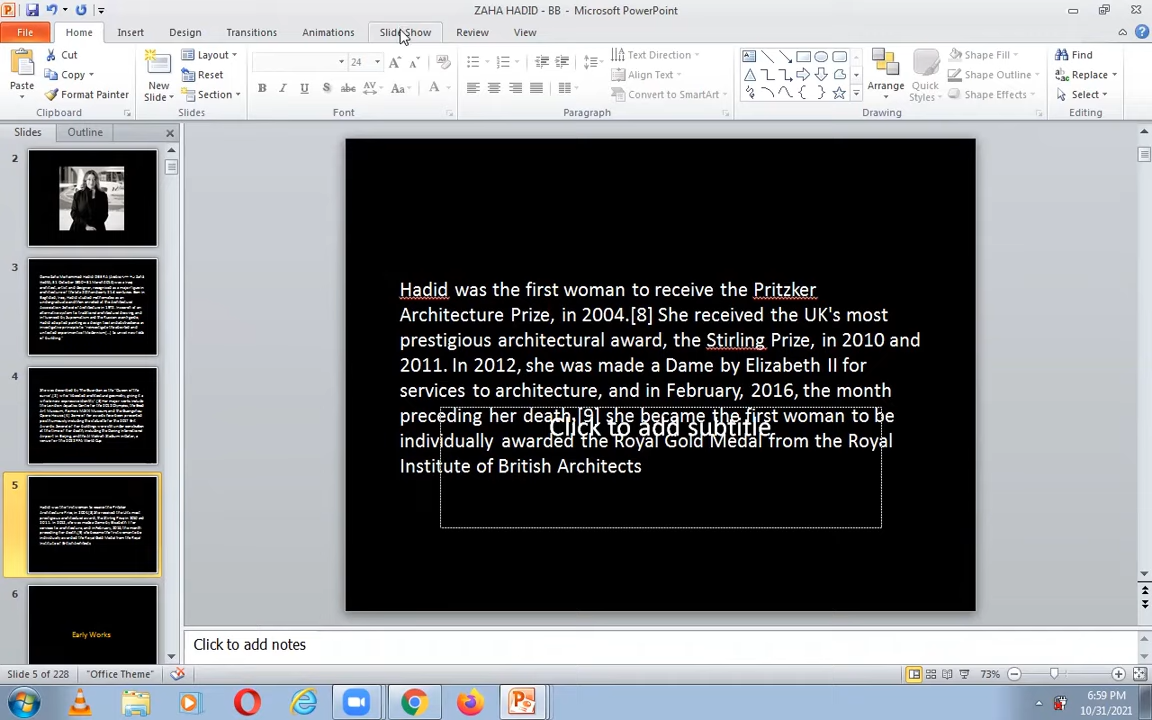 ZAHA HADID - BB - Microsoft PowerPoint
File Home Insert Design Transitions Animations Slide Show Review View
Paste
Cut
Copy
Format Painter
Clipboard
New Slide
Layout
Reset
Section
Slides
24
Font
Text Direction
Align Text
Convert to SmartArt
Paragraph
Arrange
Quick Styles
Shape Fill
Shape Outline
Shape Effects
Drawing
Find
Replace
Select
Editing
Slides Outline
2
3
4
5
6
Early Works
Hadid was the first woman to receive the Pritzker
Architecture Prize, in 2004.[8] She received the UK's most
prestigious architectural award, the Stirling Prize, in 2010 and
2011. In 2012, she was made a Dame by Elizabeth II for
services to architecture, and in February, 2016, the month
preceding her death,[9] she became the first woman to be
individually awarded the Royal Gold Medal from the Royal
Institute of British Architects
Click to add subtitle
Click to add notes
Slide 5 of 228 "Office Theme" 73%
6:59 PM
10/31/2021